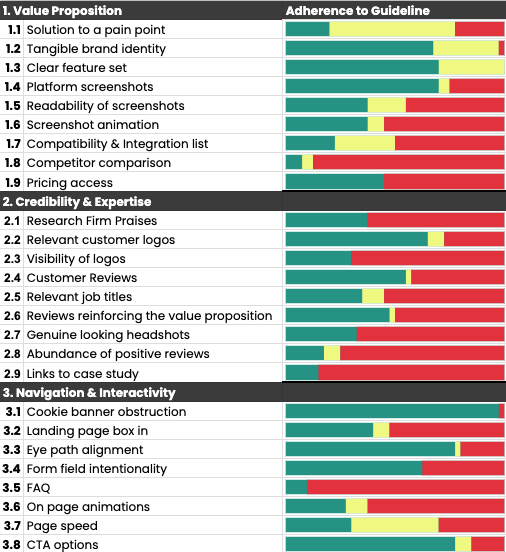 1. Value Proposition Adherence to Guideline
1.1 Solution to a pain point
1.2 Tangible brand identity
1.3 Clear feature set
1.4 Platform screenshots
1.5 Readability of screenshots
1.6 Screenshot animation
1.7 Compatibility & Integration list
1.8 Competitor comparison
1.9 Pricing access
2. Credibility & Expertise
2.1 Research Firm Praises
2.2 Relevant customer logos
2.3 Visibility of logos
2.4 Customer Reviews
2.5 Relevant job titles
2.6 Reviews reinforcing the value proposition
2.7 Genuine looking headshots
2.8 Abundance of positive reviews
2.9 Links to case study
3. Navigation & Interactivity
3.1 Cookie banner obstruction
3.2 Landing page box in
3.3 Eye path alignment
3.4 Form field intentionality
3.5 FAQ
3.6 On page animations
3.7 Page speed
3.8 CTA options